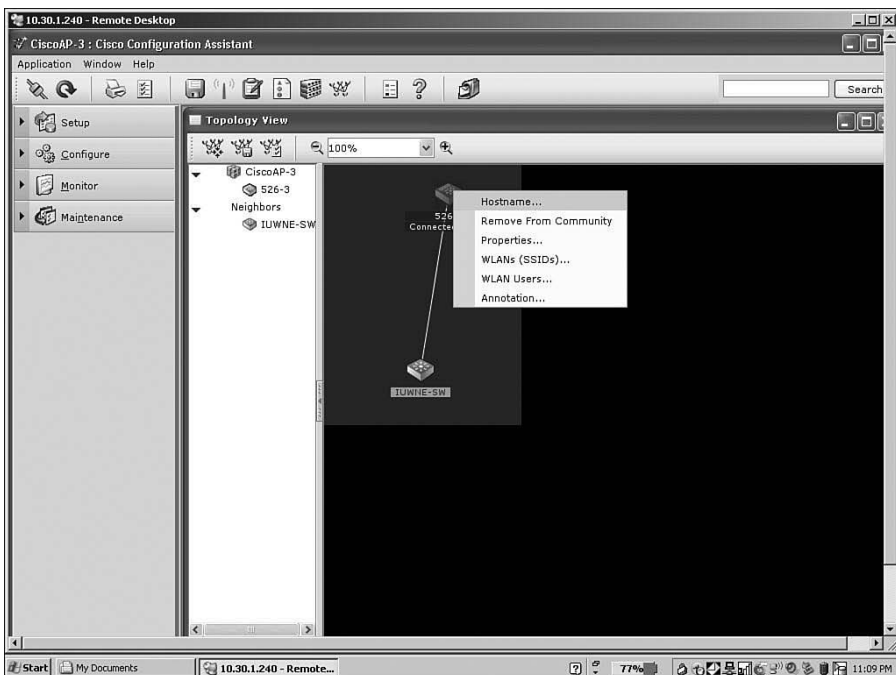 10.30.1.240 - Remote Desktop
CiscoAP-3 : Cisco Configuration Assistant
Application Window Help
Search
Setup
Configure
Monitor
Maintenance
Topology View
100%
CiscoAP-3
526-3
Neighbors
IUWNE-SW
526
Connecte
Hostname...
Remove From Community
Properties...
WLANs (SSIDs)...
WLAN Users...
Annotation...
IUWNE-SW
Start
My Documents
10.30.1.240 - Remote...
77%
11:09 PM